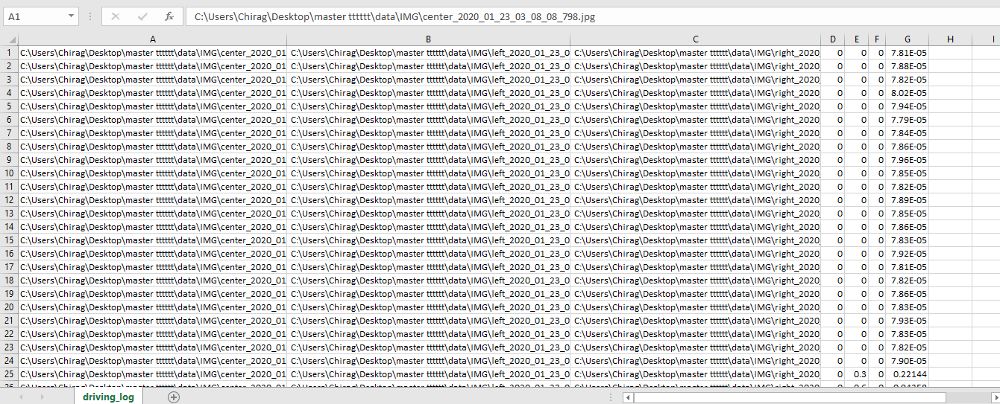 A1 fx C:\Users\Chirag\Desktop\master tttttt\data\IMG\center_2020_01_23_03_08_08_798.jpg
A B C D E F G H I
1 C:\Users\Chirag\Desktop\master tttttt\data\IMG\center_2020_01 C:\Users\Chirag\Desktop\master tttttt\data\IMG\left_2020_01_23_0 C:\Users\Chirag\Desktop\master tttttt\data\IMG\right_2020_ 0 0 0 7.81E-05
2 C:\Users\Chirag\Desktop\master tttttt\data\IMG\center_2020_01 C:\Users\Chirag\Desktop\master tttttt\data\IMG\left_2020_01_23_0 C:\Users\Chirag\Desktop\master tttttt\data\IMG\right_2020_ 0 0 0 7.88E-05
3 C:\Users\Chirag\Desktop\master tttttt\data\IMG\center_2020_01 C:\Users\Chirag\Desktop\master tttttt\data\IMG\left_2020_01_23_0 C:\Users\Chirag\Desktop\master tttttt\data\IMG\right_2020_ 0 0 0 7.82E-05
4 C:\Users\Chirag\Desktop\master tttttt\data\IMG\center_2020_01 C:\Users\Chirag\Desktop\master tttttt\data\IMG\left_2020_01_23_0 C:\Users\Chirag\Desktop\master tttttt\data\IMG\right_2020_ 0 0 0 8.02E-05
5 C:\Users\Chirag\Desktop\master tttttt\data\IMG\center_2020_01 C:\Users\Chirag\Desktop\master tttttt\data\IMG\left_2020_01_23_0 C:\Users\Chirag\Desktop\master tttttt\data\IMG\right_2020_ 0 0 0 7.94E-05
6 C:\Users\Chirag\Desktop\master tttttt\data\IMG\center_2020_01 C:\Users\Chirag\Desktop\master tttttt\data\IMG\left_2020_01_23_0 C:\Users\Chirag\Desktop\master tttttt\data\IMG\right_2020_ 0 0 0 7.79E-05
7 C:\Users\Chirag\Desktop\master tttttt\data\IMG\center_2020_01 C:\Users\Chirag\Desktop\master tttttt\data\IMG\left_2020_01_23_0 C:\Users\Chirag\Desktop\master tttttt\data\IMG\right_2020_ 0 0 0 7.84E-05
8 C:\Users\Chirag\Desktop\master tttttt\data\IMG\center_2020_01 C:\Users\Chirag\Desktop\master tttttt\data\IMG\left_2020_01_23_0 C:\Users\Chirag\Desktop\master tttttt\data\IMG\right_2020_ 0 0 0 7.86E-05
9 C:\Users\Chirag\Desktop\master tttttt\data\IMG\center_2020_01 C:\Users\Chirag\Desktop\master tttttt\data\IMG\left_2020_01_23_0 C:\Users\Chirag\Desktop\master tttttt\data\IMG\right_2020_ 0 0 0 7.96E-05
10 C:\Users\Chirag\Desktop\master tttttt\data\IMG\center_2020_01 C:\Users\Chirag\Desktop\master tttttt\data\IMG\left_2020_01_23_0 C:\Users\Chirag\Desktop\master tttttt\data\IMG\right_2020_ 0 0 0 7.85E-05
11 C:\Users\Chirag\Desktop\master tttttt\data\IMG\center_2020_01 C:\Users\Chirag\Desktop\master tttttt\data\IMG\left_2020_01_23_0 C:\Users\Chirag\Desktop\master tttttt\data\IMG\right_2020_ 0 0 0 7.82E-05
12 C:\Users\Chirag\Desktop\master tttttt\data\IMG\center_2020_01 C:\Users\Chirag\Desktop\master tttttt\data\IMG\left_2020_01_23_0 C:\Users\Chirag\Desktop\master tttttt\data\IMG\right_2020_ 0 0 0 7.89E-05
13 C:\Users\Chirag\Desktop\master tttttt\data\IMG\center_2020_01 C:\Users\Chirag\Desktop\master tttttt\data\IMG\left_2020_01_23_0 C:\Users\Chirag\Desktop\master tttttt\data\IMG\right_2020_ 0 0 0 7.85E-05
14 C:\Users\Chirag\Desktop\master tttttt\data\IMG\center_2020_01 C:\Users\Chirag\Desktop\master tttttt\data\IMG\left_2020_01_23_0 C:\Users\Chirag\Desktop\master tttttt\data\IMG\right_2020_ 0 0 0 7.86E-05
15 C:\Users\Chirag\Desktop\master tttttt\data\IMG\center_2020_01 C:\Users\Chirag\Desktop\master tttttt\data\IMG\left_2020_01_23_0 C:\Users\Chirag\Desktop\master tttttt\data\IMG\right_2020_ 0 0 0 7.83E-05
16 C:\Users\Chirag\Desktop\master tttttt\data\IMG\center_2020_01 C:\Users\Chirag\Desktop\master tttttt\data\IMG\left_2020_01_23_0 C:\Users\Chirag\Desktop\master tttttt\data\IMG\right_2020_ 0 0 0 7.92E-05
17 C:\Users\Chirag\Desktop\master tttttt\data\IMG\center_2020_01 C:\Users\Chirag\Desktop\master tttttt\data\IMG\left_2020_01_23_0 C:\Users\Chirag\Desktop\master tttttt\data\IMG\right_2020_ 0 0 0 7.81E-05
18 C:\Users\Chirag\Desktop\master tttttt\data\IMG\center_2020_01 C:\Users\Chirag\Desktop\master tttttt\data\IMG\left_2020_01_23_0 C:\Users\Chirag\Desktop\master tttttt\data\IMG\right_2020_ 0 0 0 7.82E-05
19 C:\Users\Chirag\Desktop\master tttttt\data\IMG\center_2020_01 C:\Users\Chirag\Desktop\master tttttt\data\IMG\left_2020_01_23_0 C:\Users\Chirag\Desktop\master tttttt\data\IMG\right_2020_ 0 0 0 7.86E-05
20 C:\Users\Chirag\Desktop\master tttttt\data\IMG\center_2020_01 C:\Users\Chirag\Desktop\master tttttt\data\IMG\left_2020_01_23_0 C:\Users\Chirag\Desktop\master tttttt\data\IMG\right_2020_ 0 0 0 7.83E-05
21 C:\Users\Chirag\Desktop\master tttttt\data\IMG\center_2020_01 C:\Users\Chirag\Desktop\master tttttt\data\IMG\left_2020_01_23_0 C:\Users\Chirag\Desktop\master tttttt\data\IMG\right_2020_ 0 0 0 7.93E-05
22 C:\Users\Chirag\Desktop\master tttttt\data\IMG\center_2020_01 C:\Users\Chirag\Desktop\master tttttt\data\IMG\left_2020_01_23_0 C:\Users\Chirag\Desktop\master tttttt\data\IMG\right_2020_ 0 0 0 7.83E-05
23 C:\Users\Chirag\Desktop\master tttttt\data\IMG\center_2020_01 C:\Users\Chirag\Desktop\master tttttt\data\IMG\left_2020_01_23_0 C:\Users\Chirag\Desktop\master tttttt\data\IMG\right_2020_ 0 0 0 7.82E-05
24 C:\Users\Chirag\Desktop\master tttttt\data\IMG\center_2020_01 C:\Users\Chirag\Desktop\master tttttt\data\IMG\left_2020_01_23_0 C:\Users\Chirag\Desktop\master tttttt\data\IMG\right_2020_ 0 0 0 7.90E-05
25 C:\Users\Chirag\Desktop\master tttttt\data\IMG\center_2020_01 C:\Users\Chirag\Desktop\master tttttt\data\IMG\left_2020_01_23_0 C:\Users\Chirag\Desktop\master tttttt\data\IMG\right_2020_ 0 0.3 0 0.22144
driving_log